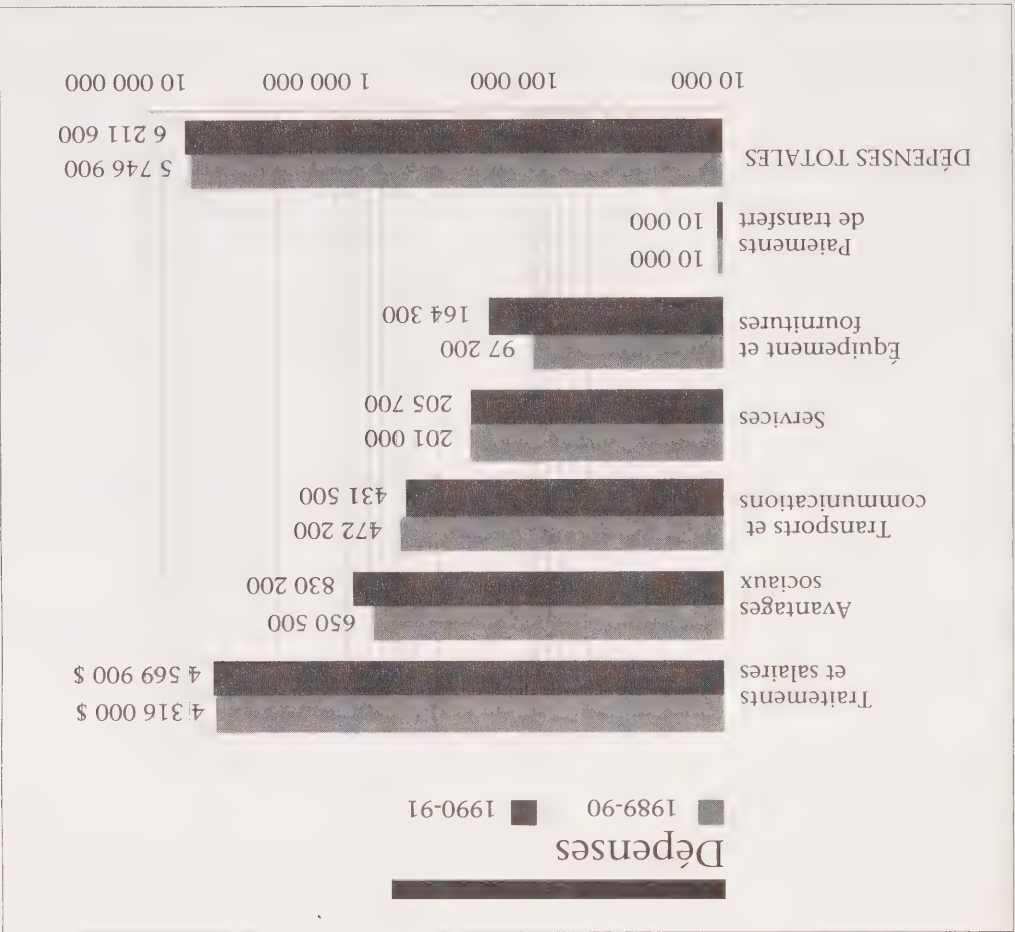 Dépenses
1989-90 1990-91
Traitements
et salaires
4 316 000 $
4 569 900 $
Avantages
sociaux
650 500
830 200
Transports et
communications
472 200
431 500
Services
201 000
205 700
Équipement et
fournitures
97 200
164 300
Paiements
de transfert
10 000
10 000
DÉPENSES TOTALES
5 746 900
6 211 600
10 000 100 000 1 000 000 10 000 000